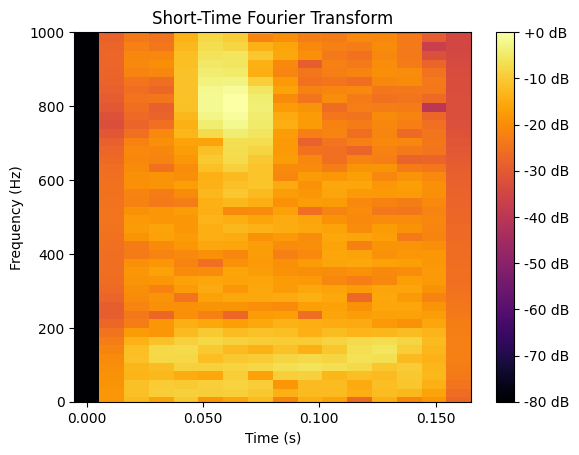 Short-Time Fourier Transform
1000
800
600
400
200
0
Frequency (Hz)
0.000
0.050
0.100
0.150
Time (s)
+0 dB
-10 dB
-20 dB
-30 dB
-40 dB
-50 dB
-60 dB
-70 dB
-80 dB